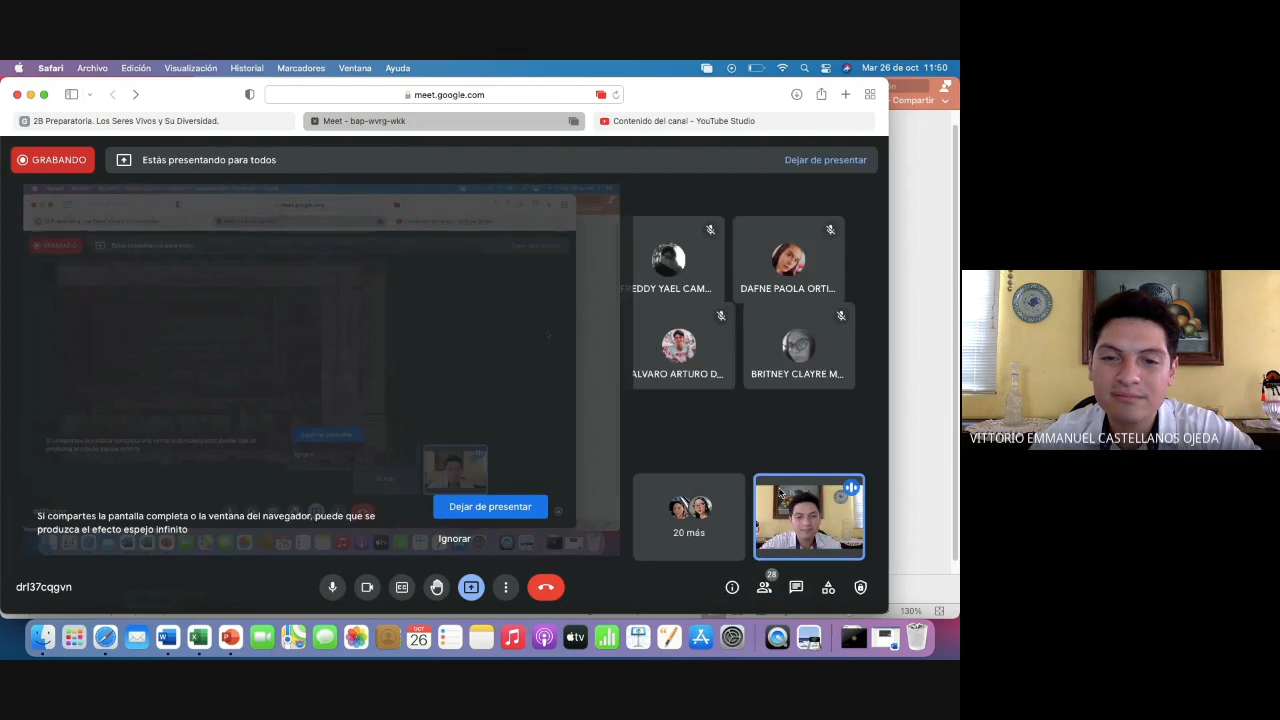 Safari Archivo Edición Visualización Historial Marcadores Ventana Ayuda Mar 26 de oct 11:50
meet.google.com
Compartir
2B Preparatoria. Los Seres Vivos y Su Diversidad.
Meet - bap-wvrg-wkk
Contenido del canal - YouTube Studio
GRABANDO
Estás presentando para todos
Dejar de presentar
EDDY YAEL CAM...
DAFNE PAOLA ORTI...
ALVARO ARTURO D...
BRITNEY CLAYRE M...
VITTORIO EMMANUEL CASTELLANOS OJEDA
Si compartes la pantalla completa o la ventana del navegador, puede que se
produzca el efecto espejo infinito
Dejar de presentar
Ignorar
20 más
drl37cqgvn
28
130%
OCT
26
tv